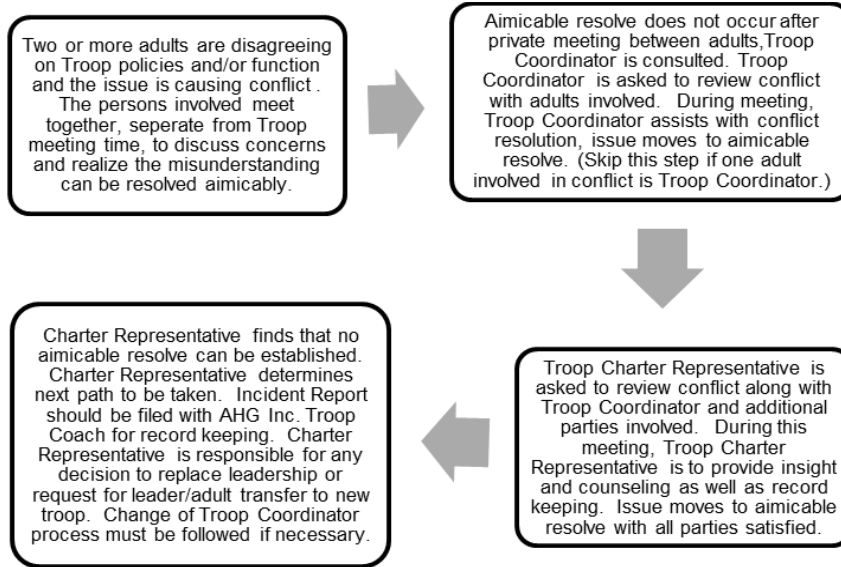 Two or more adults are disagreeing
on Troop policies and/or function
and the issue is causing conflict .
The persons involved meet
together, seperate from Troop
meeting time, to discuss concerns
and realize the misunderstanding
can be resolved aimicably.
Aimicable resolve does not occur after
private meeting between adults,Troop
Coordinator is consulted. Troop
Coordinator is asked to review conflict
with adults involved. During meeting,
Troop Coordinator assists with conflict
resolution, issue moves to aimicable
resolve. (Skip this step if one adult
involved in conflict is Troop Coordinator.)
Troop Charter Representative is
asked to review conflict along with
Troop Coordinator and additional
parties involved. During this
meeting, Troop Charter
Representative is to provide insight
and counseling as well as record
keeping. Issue moves to aimicable
resolve with all parties satisfied.
Charter Representative finds that no
aimicable resolve can be established.
Charter Representative determines
next path to be taken. Incident Report
should be filed with AHG Inc. Troop
Coach for record keeping. Charter
Representative is responsible for any
decision to replace leadership or
request for leader/adult transfer to new
troop. Change of Troop Coordinator
process must be followed if necessary.